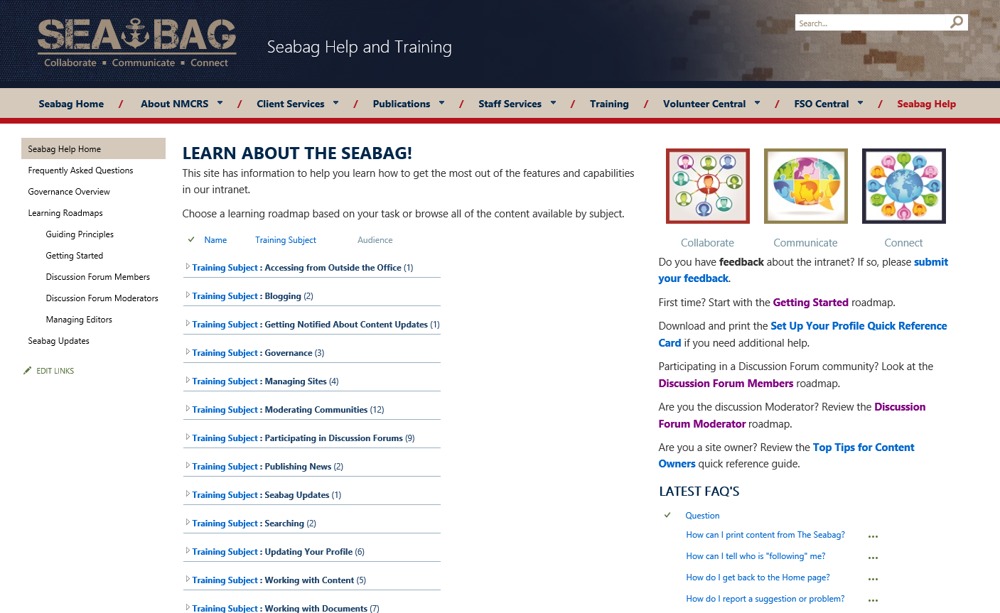 SEA BAG
Collaborate ▪ Communicate ▪ Connect
Seabag Help and Training
Search...
Seabag Home / About NMCRS / Client Services / Publications / Staff Services / Training / Volunteer Central / FSO Central / Seabag Help
Seabag Help Home
Frequently Asked Questions
Governance Overview
Learning Roadmaps
Guiding Principles
Getting Started
Discussion Forum Members
Discussion Forum Moderators
Managing Editors
Seabag Updates
EDIT LINKS
LEARN ABOUT THE SEABAG!
This site has information to help you learn how to get the most out of the features and capabilities
in our intranet.
Choose a learning roadmap based on your task or browse all of the content available by subject.
Name Training Subject Audience
Training Subject : Accessing from Outside the Office (1)
Training Subject : Blogging (2)
Training Subject : Getting Notified About Content Updates (1)
Training Subject : Governance (3)
Training Subject : Managing Sites (4)
Training Subject : Moderating Communities (12)
Training Subject : Participating in Discussion Forums (9)
Training Subject : Publishing News (2)
Training Subject : Seabag Updates (1)
Training Subject : Searching (2)
Training Subject : Updating Your Profile (6)
Training Subject : Working with Content (5)
Training Subject : Working with Documents (7)
Collaborate Communicate Connect
Do you have feedback about the intranet? If so, please submit
your feedback.
First time? Start with the Getting Started roadmap.
Download and print the Set Up Your Profile Quick Reference
Card if you need additional help.
Participating in a Discussion Forum community? Look at the
Discussion Forum Members roadmap.
Are you the discussion Moderator? Review the Discussion
Forum Moderator roadmap.
Are you a site owner? Review the Top Tips for Content
Owners quick reference guide.
LATEST FAQ'S
Question
How can I print content from The Seabag? ...
How can I tell who is "following" me? ...
How do I get back to the Home page? ...
How do I report a suggestion or problem? ...